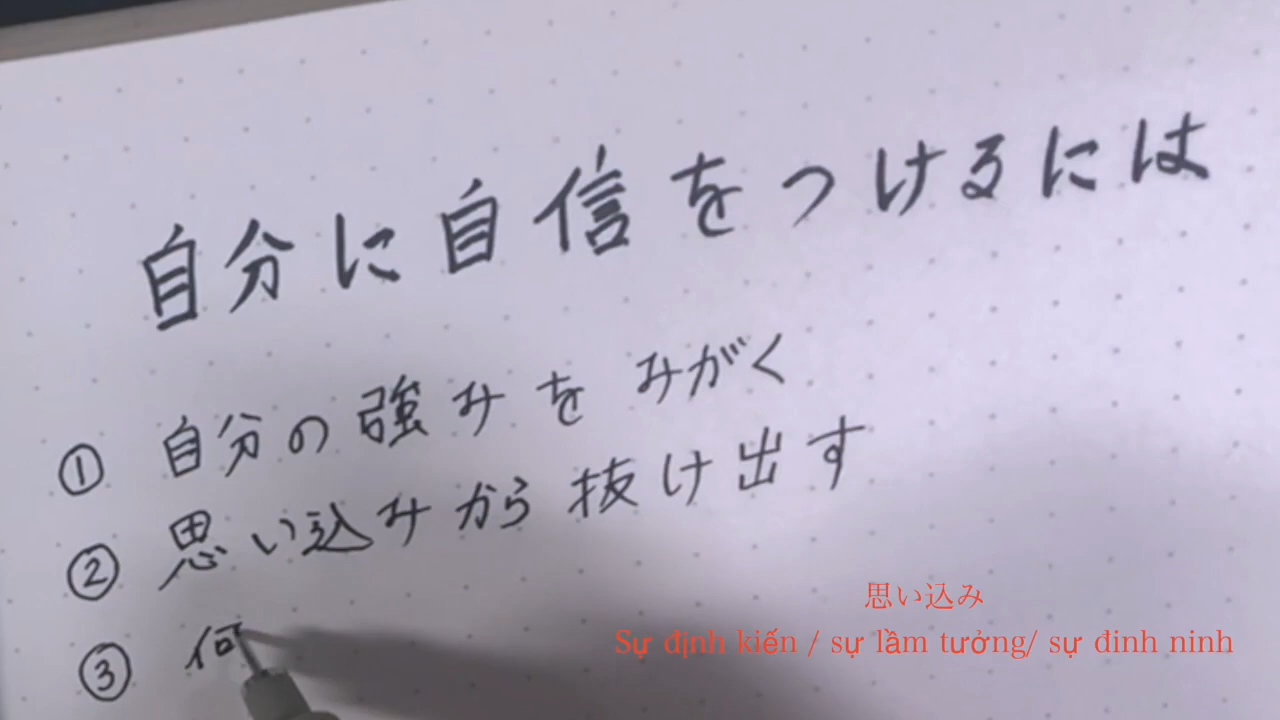 自分に自信をつけるには
① 自分の強みをみがく
② 思い込みから抜け出す
③ 何
思い込み
Sự định kiến / sự lầm tưởng/ sự đinh ninh